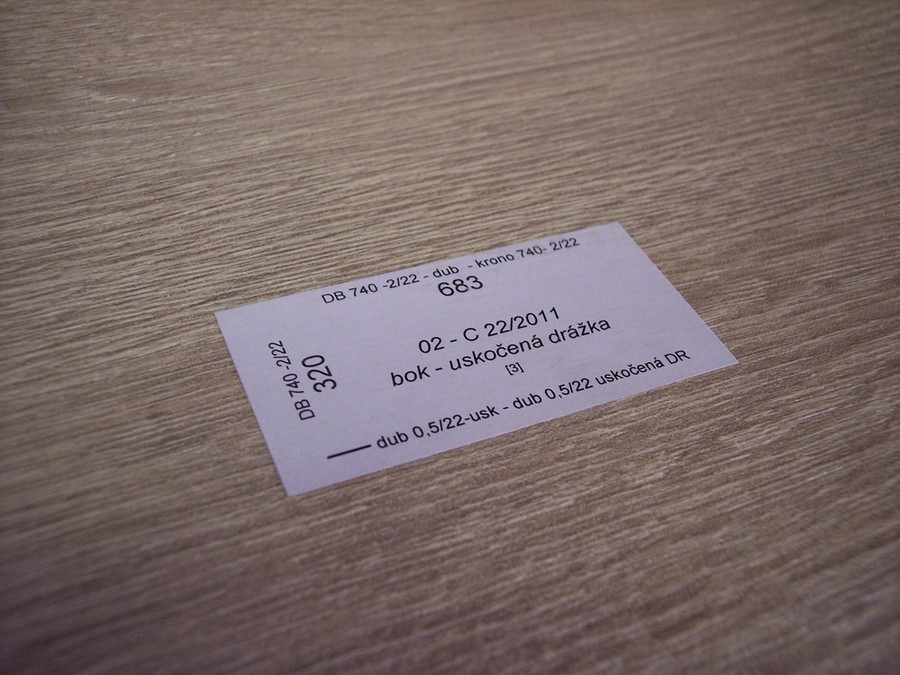 DB 740 -2/22 - dub - krono 740- 2/22
683
DB 740 -2/22
320
02 - C 22/2011
bok - uskočená drážka
[3]
dub 0,5/22-usk - dub 0,5/22 uskočená DR